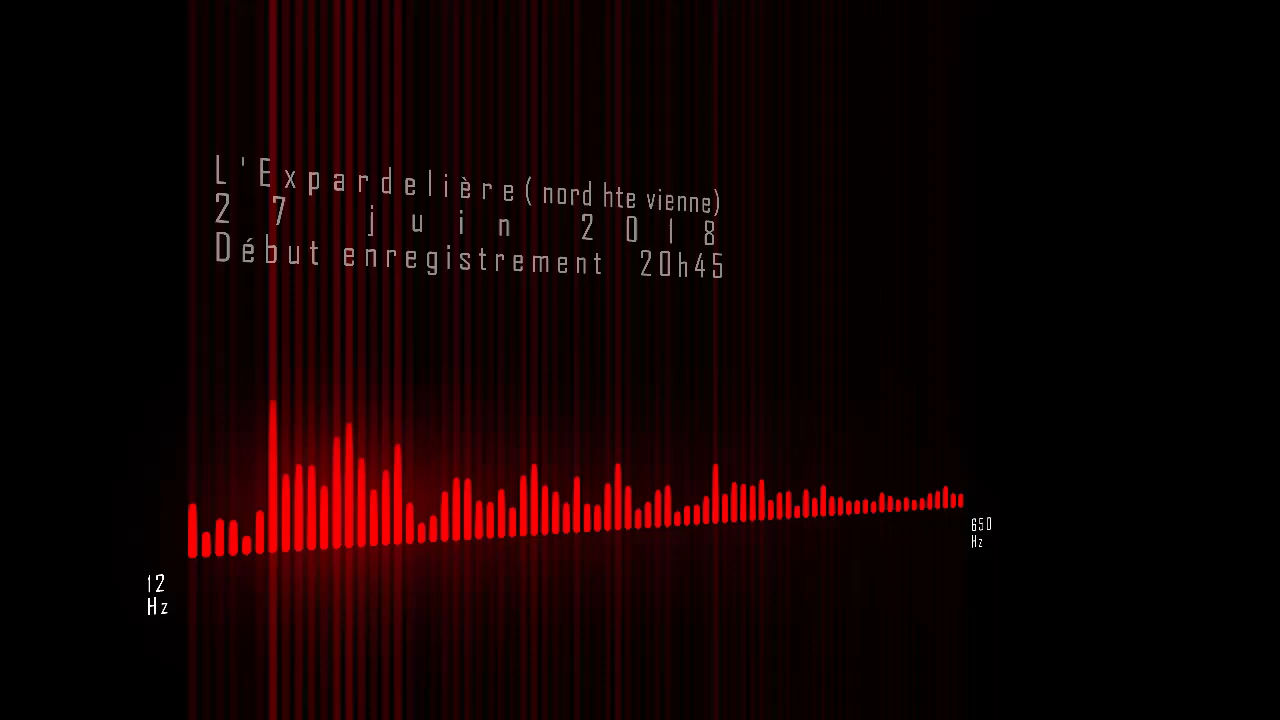 L'Expardelière(nord hte vienne)
27 juin 2018
Début enregistrement 20h45
12
Hz
650
Hz